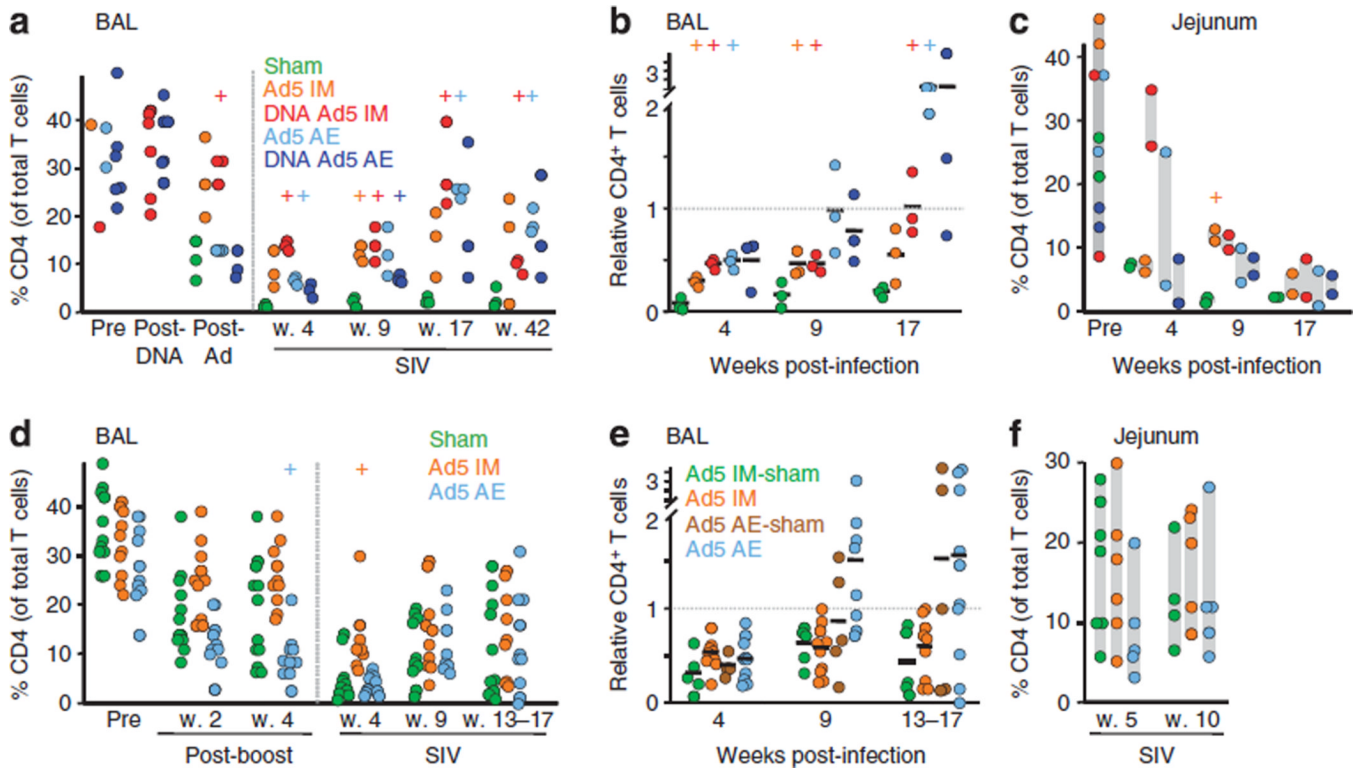 a BAL
% CD4 (of total T cells)
40
30
20
10
0
Sham
Ad5 IM
DNA Ad5 IM
Ad5 AE
DNA Ad5 AE
+
+ +
+ + +
+ +
+ +
Pre Post-DNA Post-Ad w. 4 w. 9 w. 17 w. 42
SIV
b BAL
Relative CD4⁺ T cells
3
2
1
0
+ + +
+ +
+ +
4 9 17
Weeks post-infection
c Jejunum
% CD4 (of total T cells)
40
30
20
10
0
+
Pre 4 9 17
Weeks post-infection
d BAL
% CD4 (of total T cells)
40
30
20
10
0
Sham
Ad5 IM
Ad5 AE
+
+
Pre w. 2 w. 4 w. 4 w. 9 w. 13–17
Post-boost SIV
e BAL
Relative CD4⁺ T cells
3
2
1
0
Ad5 IM-sham
Ad5 IM
Ad5 AE-sham
Ad5 AE
4 9 13–17
Weeks post-infection
f Jejunum
% CD4 (of total T cells)
30
20
10
0
w. 5 w. 10
SIV